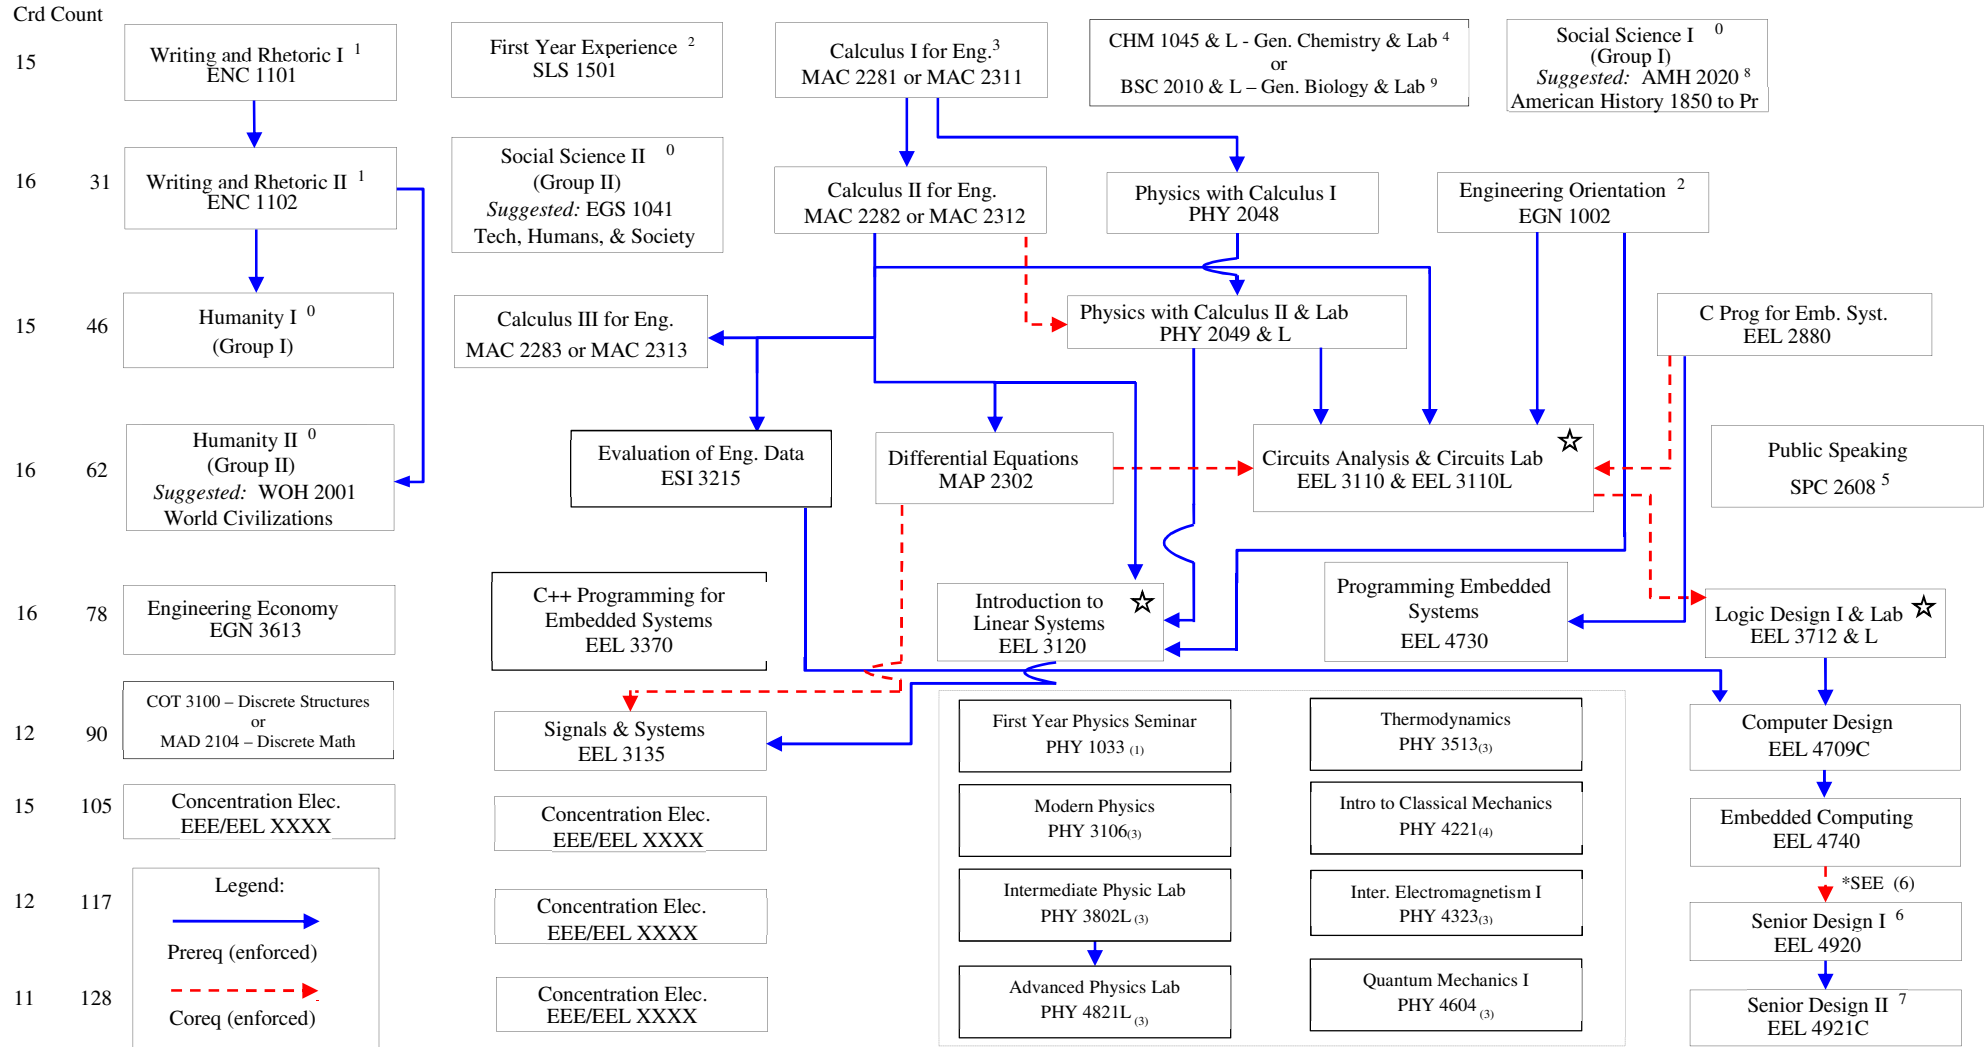 Crd Count
15
Writing and Rhetoric I 1
ENC 1101
First Year Experience 2
SLS 1501
Calculus I for Eng.3
MAC 2281 or MAC 2311
CHM 1045 & L - Gen. Chemistry & Lab 4
or
BSC 2010 & L – Gen. Biology & Lab 9
Social Science I 0
(Group I)
Suggested: AMH 2020 8
American History 1850 to Pr
16 31
Writing and Rhetoric II 1
ENC 1102
Social Science II 0
(Group II)
Suggested: EGS 1041
Tech, Humans, & Society
Calculus II for Eng.
MAC 2282 or MAC 2312
Physics with Calculus I
PHY 2048
Engineering Orientation 2
EGN 1002
15 46
Humanity I 0
(Group I)
Calculus III for Eng.
MAC 2283 or MAC 2313
Physics with Calculus II & Lab
PHY 2049 & L
C Prog for Emb. Syst.
EEL 2880
16 62
Humanity II 0
(Group II)
Suggested: WOH 2001
World Civilizations
Evaluation of Eng. Data
ESI 3215
Differential Equations
MAP 2302
Circuits Analysis & Circuits Lab
EEL 3110 & EEL 3110L
Public Speaking
SPC 2608 5
16 78
Engineering Economy
EGN 3613
C++ Programming for
Embedded Systems
EEL 3370
Introduction to
Linear Systems
EEL 3120
Programming Embedded
Systems
EEL 4730
Logic Design I & Lab
EEL 3712 & L
12 90
COT 3100 – Discrete Structures
or
MAD 2104 – Discrete Math
Signals & Systems
EEL 3135
First Year Physics Seminar
PHY 1033 (1)
Thermodynamics
PHY 3513(3)
Computer Design
EEL 4709C
15 105
Concentration Elec.
EEE/EEL XXXX
Concentration Elec.
EEE/EEL XXXX
Modern Physics
PHY 3106(3)
Intro to Classical Mechanics
PHY 4221(4)
Embedded Computing
EEL 4740
*SEE (6)
12 117
Legend:
Prereq (enforced)
Coreq (enforced)
Concentration Elec.
EEE/EEL XXXX
Intermediate Physic Lab
PHY 3802L (3)
Inter. Electromagnetism I
PHY 4323(3)
Senior Design I 6
EEL 4920
11 128
Concentration Elec.
EEE/EEL XXXX
Advanced Physics Lab
PHY 4821L (3)
Quantum Mechanics I
PHY 4604 (3)
Senior Design II 7
EEL 4921C